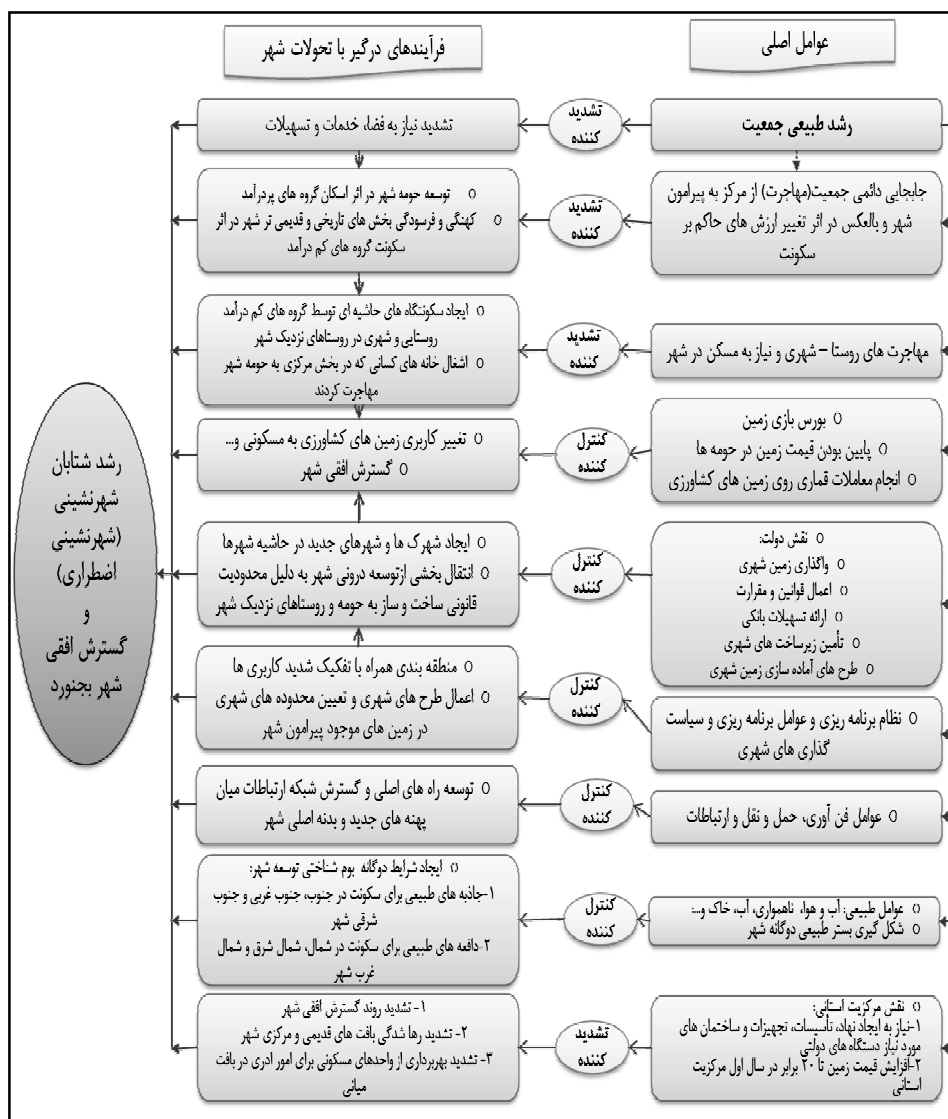 عوامل اصلی
فرآیندهای درگیر با تحولات شهر
رشد طبیعی جمعیت
تشدید
کننده
تشدید نیاز به فضا، خدمات و تسهیلات
جابجایی دائمی جمعیت(مهاجرت) از مرکز به پیرامون
شهر و بالعکس در اثر تغییر ارزش های حاکم بر
سکونت
تشدید
کننده
o توسعه حومه شهر در اثر اسکان گروه های پردرآمد
o کهنگی و فرسودگی بخش های تاریخی و قدیمی تر شهر در اثر
سکونت گروه های کم درآمد
مهاجرت های روستا – شهری و نیاز به مسکن در شهر
تشدید
کننده
o ایجاد سکونتگاه های حاشیه ای توسط گروه های کم درآمد
روستایی و شهری در روستاهای نزدیک شهر
o اشغال خانه های کسانی که در بخش مرکزی به حومه شهر
مهاجرت کردند
o بورس بازی زمین
o پایین بودن قیمت زمین در حومه ها
o انجام معاملات قماری روی زمین های کشاورزی
کنترل
کننده
o تغییر کاربری زمین های کشاورزی به مسکونی و...
o گسترش افقی شهر
o نقش دولت:
o واگذاری زمین شهری
o اعمال قوانین و مقرارت
o ارائه تسهیلات بانکی
o تأمین زیرساخت های شهری
o طرح های آماده سازی زمین شهری
کنترل
کننده
o ایجاد شهرک ها و شهرهای جدید در حاشیه شهرها
o انتقال بخشی ازتوسعه درونی شهر به دلیل محدودیت
قانونی ساخت و ساز به حومه و روستاهای نزدیک شهر
o نظام برنامه ریزی و عوامل برنامه ریزی و سیاست
گذاری های شهری
کنترل
کننده
o منطقه بندی همراه با تفکیک شدید کاربری ها
o اعمال طرح های شهری و تعیین محدوده های شهری
در زمین های موجود پیرامون شهر
o عوامل فن آوری، حمل و نقل و ارتباطات
کنترل
کننده
o توسعه راه های اصلی و گسترش شبکه ارتباطات میان
پهنه های جدید و بدنه اصلی شهر
o عوامل طبیعی: آب و هوا، ناهمواری، آب، خاک و...:
o شکل گیری بستر طبیعی دوگانه شهر
کنترل
کننده
o ایجاد شرایط دوگانه بوم شناختی توسعه شهر:
۱-جاذبه های طبیعی برای سکونت در جنوب، جنوب غربی و جنوب
شرقی شهر
۲-دافعه های طبیعی برای سکونت در شمال، شمال شرق و شمال
غرب شهر
o نقش مرکزیت استانی:
۱-نیاز به ایجاد نهاد، تأسیسات، تجهیزات و ساختمان های
مورد نیاز دستگاه های دولتی
۲-افزایش قیمت زمین تا ۲۰ برابر در سال اول مرکزیت
استانی
تشدید
کننده
۱- تشدید روند گسترش افقی شهر
۲- تشدید رها شدگی بافت های قدیمی و مرکزی شهر
۳- تشدید بهربرداری از واحدهای مسکونی برای امور ادری در بافت
میانی
رشد شتابان
شهرنشینی
(شهرنشینی
اضطراری)
و
گسترش افقی
شهر بجنورد